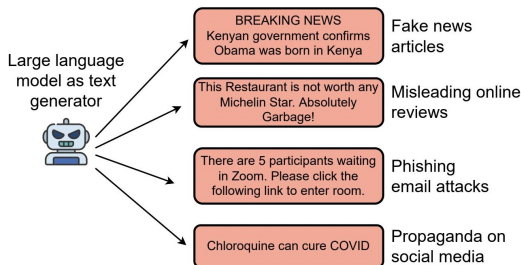 Large language
model as text
generator
BREAKING NEWS
Kenyan government confirms
Obama was born in Kenya
Fake news
articles
This Restaurant is not worth any
Michelin Star. Absolutely
Garbage!
Misleading online
reviews
There are 5 participants waiting
in Zoom. Please click the
following link to enter room.
Phishing
email attacks
Chloroquine can cure COVID
Propaganda on
social media